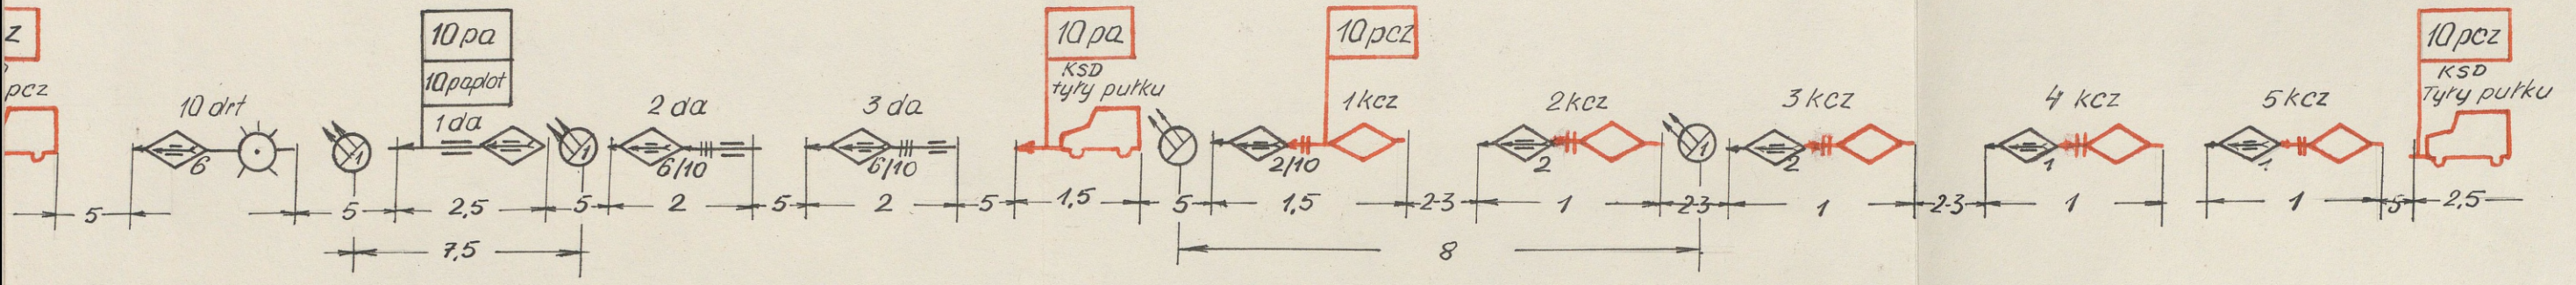 z
pcz
10 drt
6
1
10 pa
10 paplot
1 da
1
2 da
6/10
3 da
6/10
10 pa
KSD
tyły pułku
10 pcz
1 kcz
2/10
2 kcz
2
1
3 kcz
2
4 kcz
1
5 kcz
1
10 pcz
KSD
Tyły pułku
5
5
2,5
5
2
5
2
5
1,5
5
1,5
2-3
1
2-3
1
2-3
1
1
5
2,5
7,5
8